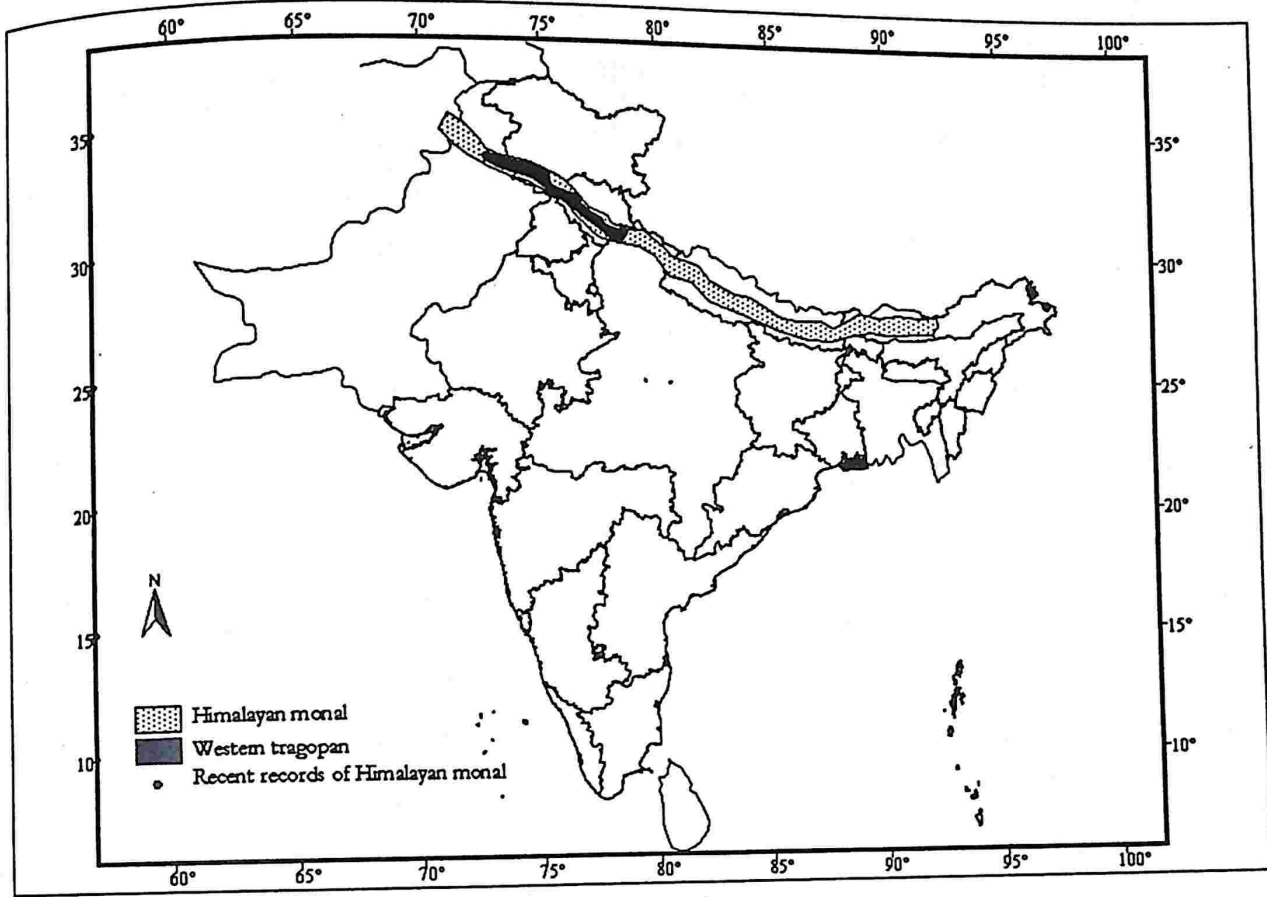 60° 65° 70° 75° 80° 85° 90° 95° 100°
35° 35°
30° 30°
25° 25°
20° 20°
N
15° 15°
Himalayan monal
Western tragopan
10° 10°
Recent records of Himalayan monal
60° 65° 70° 75° 80° 85° 90° 95° 100°